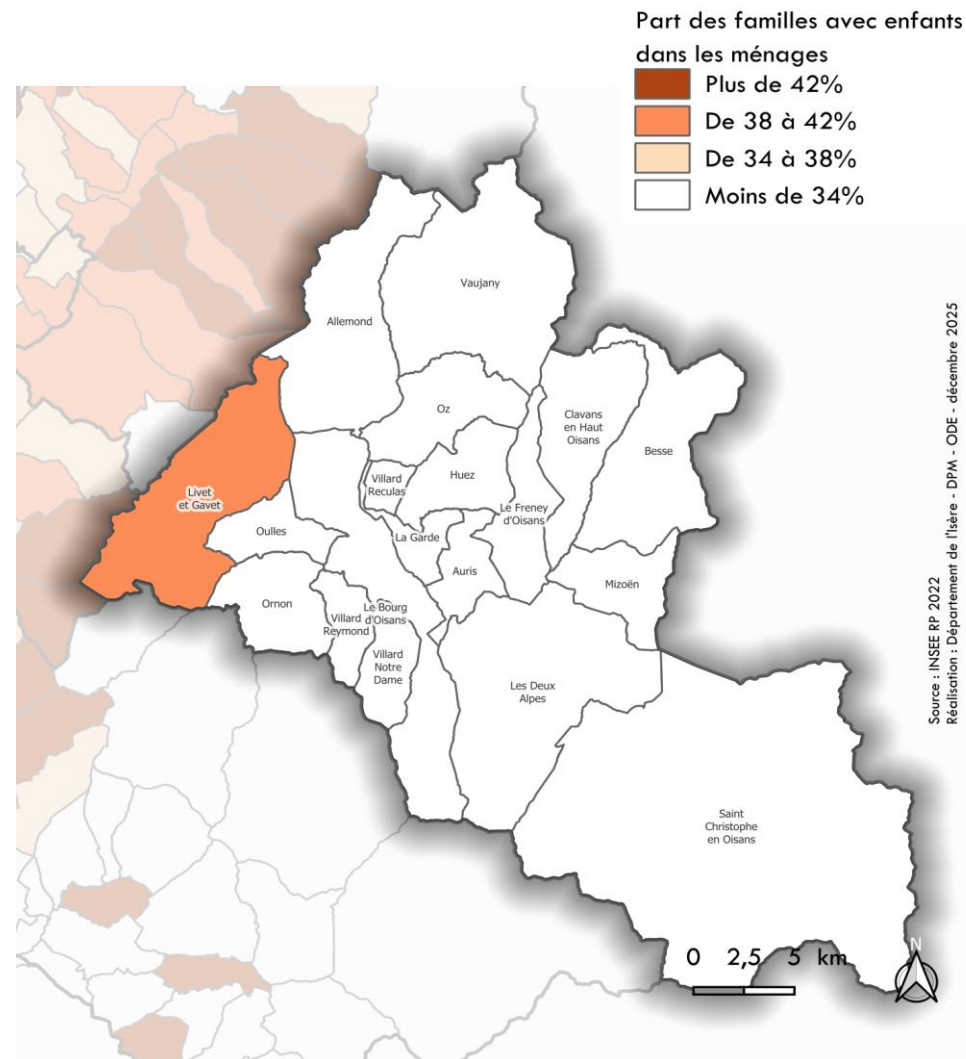 Part des familles avec enfants
dans les ménages
Plus de 42%
De 38 à 42%
De 34 à 38%
Moins de 34%
Vaujany
Allemond
Oz
Clavans
en Haut
Oisans
Besse
Villard
Reculas
Huez
Livet
et Gavet
Le Freney
d'Oisans
Oulles
La Garde
Auris
Mizoën
Ornon
Villard
Reymond
Le Bourg
d'Oisans
Villard
Notre
Dame
Les Deux
Alpes
Saint
Christophe
en Oisans
0 2,5 5 km
N
Source : INSEE RP 2022
Réalisation : Département de l'Isère - DPM - ODE - décembre 2025